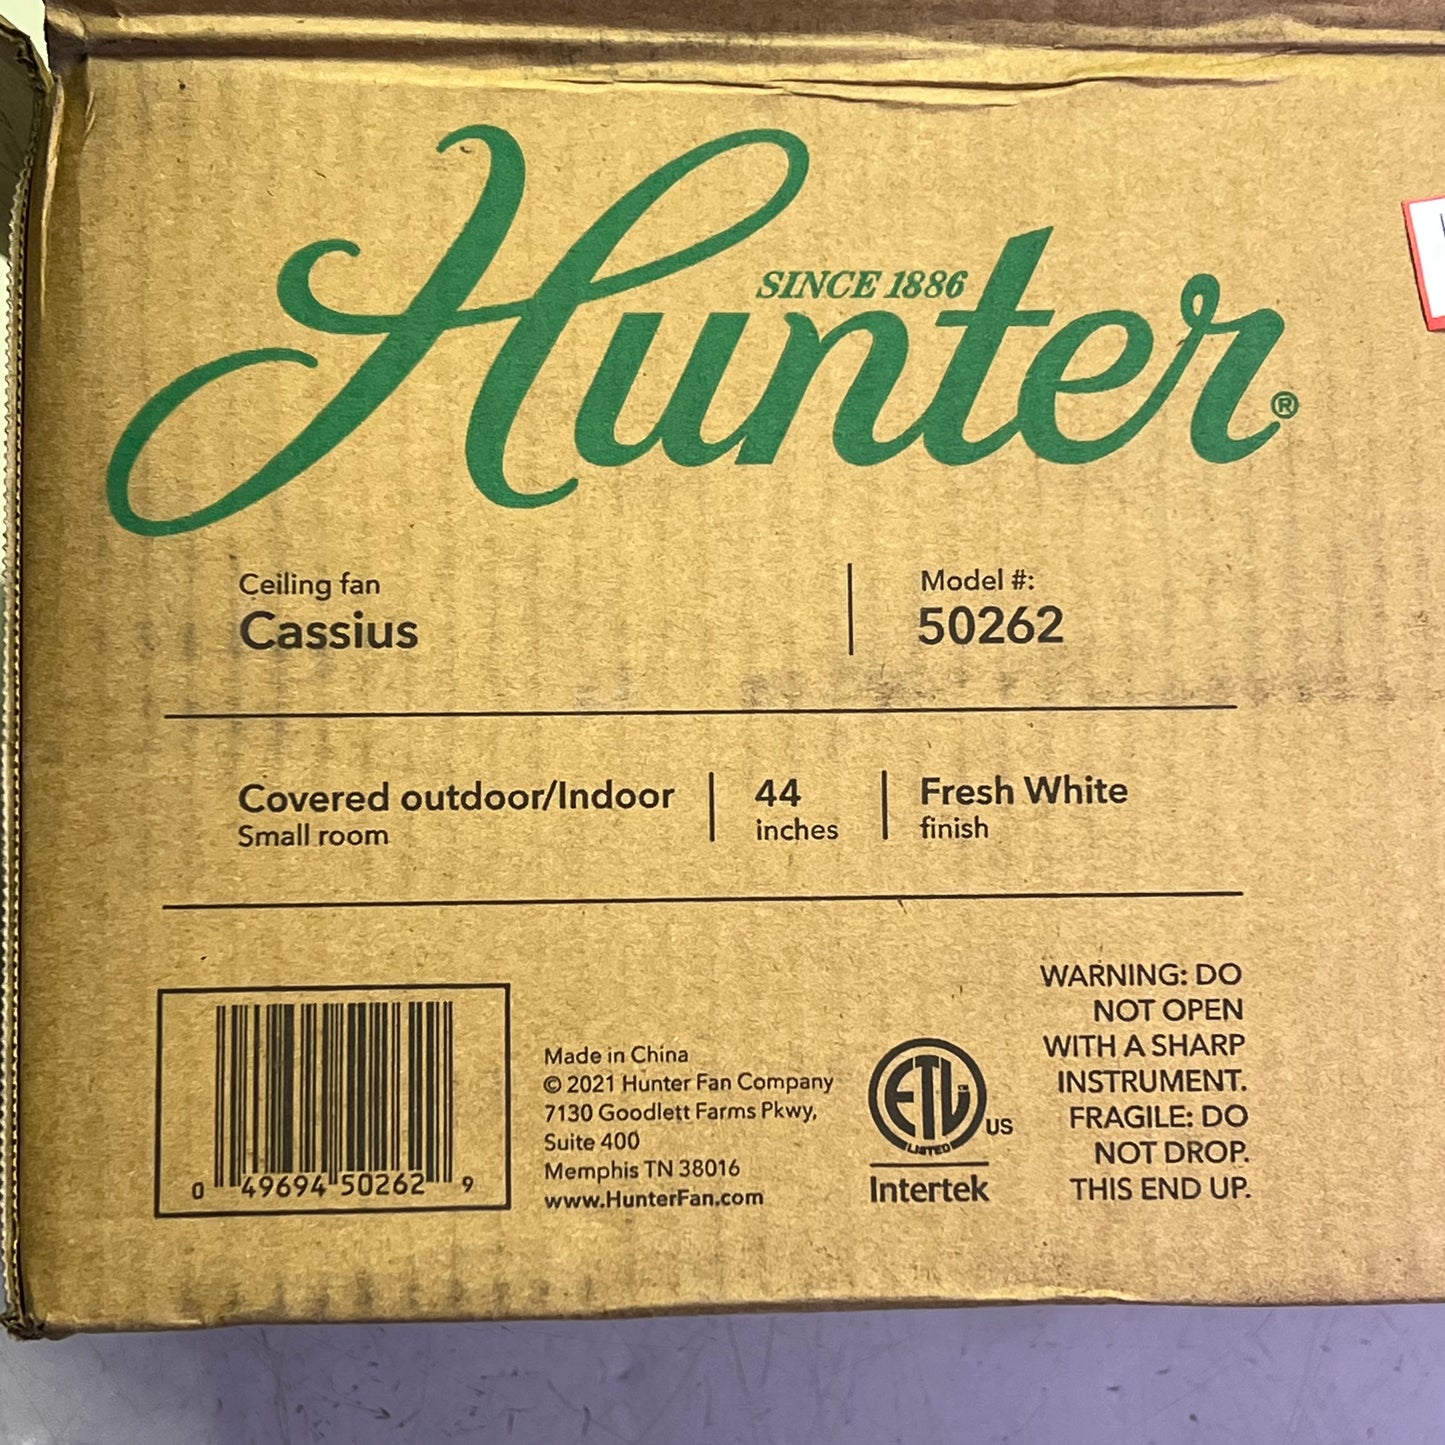 SINCE 1886
Hunter®
Ceiling fan
Cassius
Model #:
50262
Covered outdoor/Indoor
Small room
44
inches
Fresh White
finish
0 49694 50262 9
Made in China
© 2021 Hunter Fan Company
7130 Goodlett Farms Pkwy,
Suite 400
Memphis TN 38016
www.HunterFan.com
ETL
LISTED
US
Intertek
WARNING: DO
NOT OPEN
WITH A SHARP
INSTRUMENT.
FRAGILE: DO
NOT DROP.
THIS END UP.